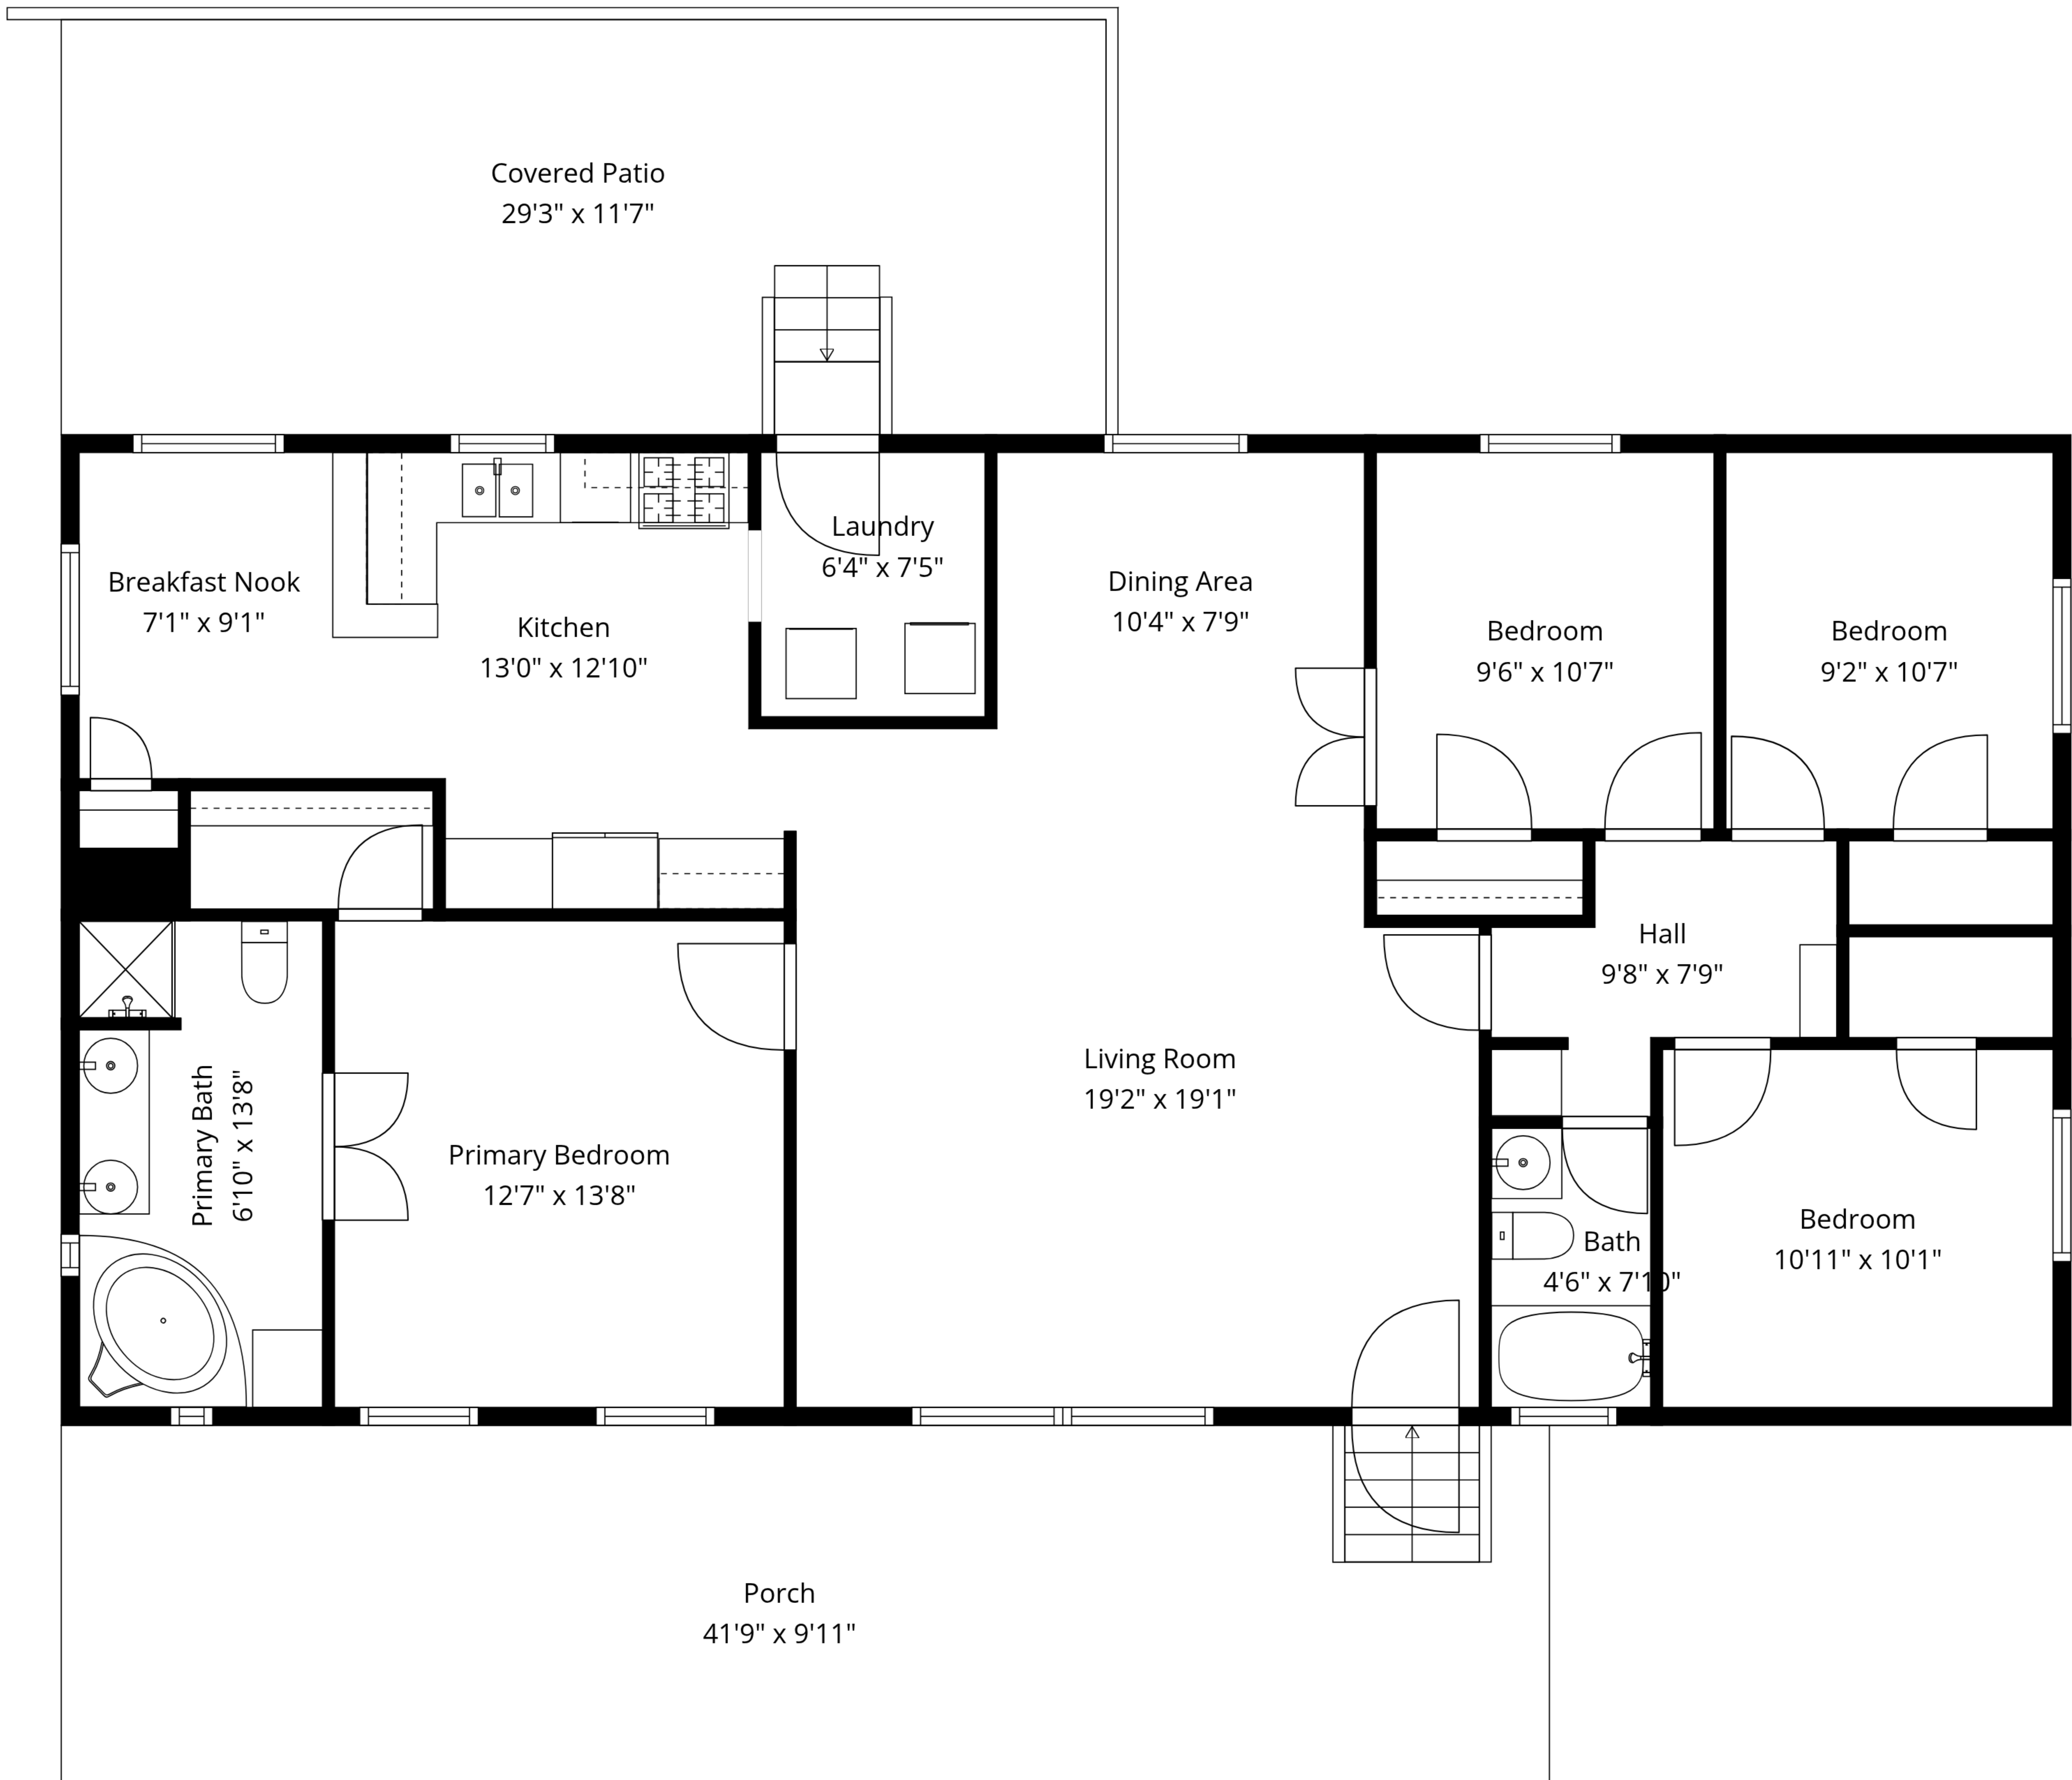 Covered Patio
29'3" x 11'7"
Laundry
6'4" x 7'5"
Breakfast Nook
7'1" x 9'1"
Kitchen
13'0" x 12'10"
Dining Area
10'4" x 7'9"
Bedroom
9'6" x 10'7"
Bedroom
9'2" x 10'7"
Hall
9'8" x 7'9"
Living Room
19'2" x 19'1"
Primary Bath
6'10" x 13'8"
Primary Bedroom
12'7" x 13'8"
Bath
4'6" x 7'10"
Bedroom
10'11" x 10'1"
Porch
41'9" x 9'11"